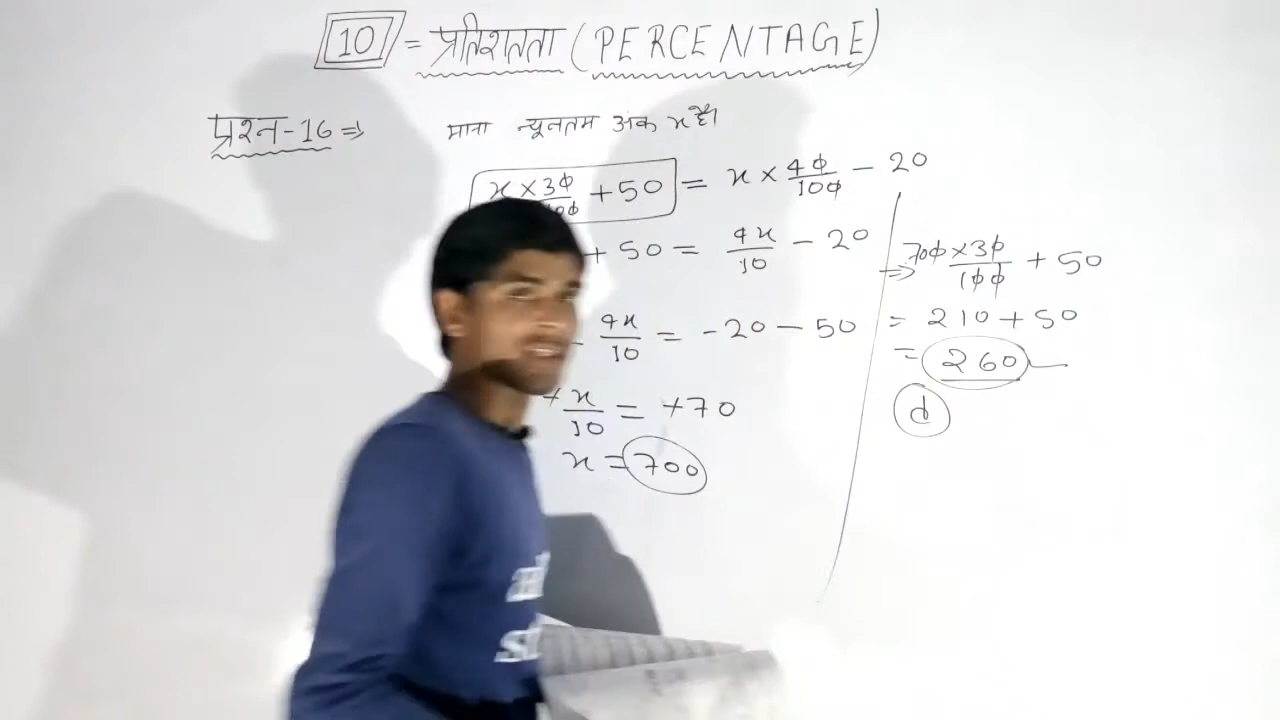 10 = प्रतिशतता (PERCENTAGE)
प्रश्न-16 ⇒ माना न्यूनतम अंक x है।
x × 30/100 + 50 = x × 40/100 - 20
+ 50 = 4x/10 - 20
- 4x/10 = -20 - 50
+x/10 = +70
x = 700
⇒ 700 × 30/100 + 50
= 210 + 50
= 260
d